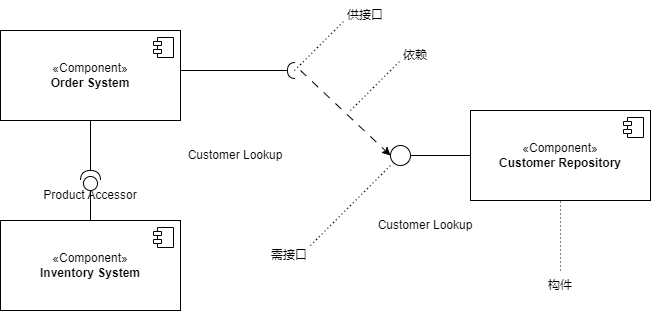 供接口
«Component»
Order System
依赖
Customer Lookup
«Component»
Customer Repository
Product Accessor
Customer Lookup
«Component»
Inventory System
需接口
构件